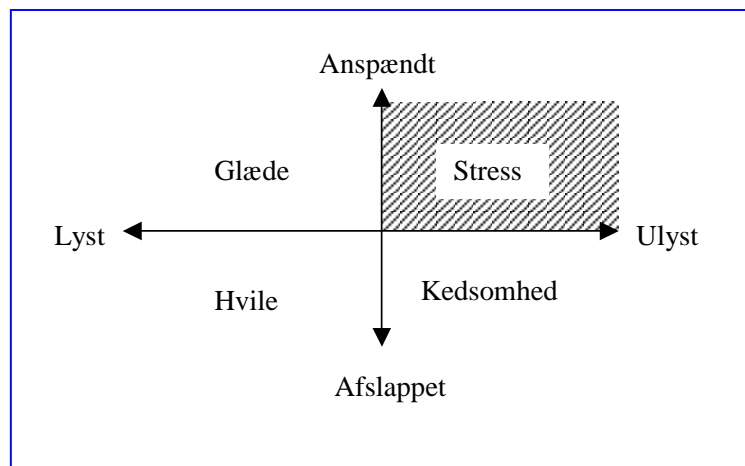 Anspændt
Glæde
Stress
Lyst
Ulyst
Hvile
Kedsomhed
Afslappet